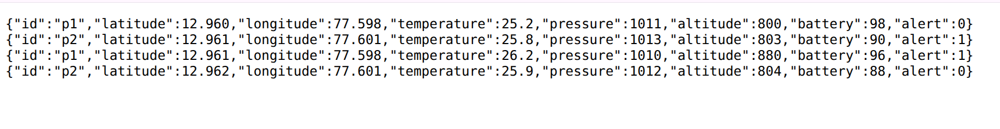 {"id":"p1","latitude":12.960,"longitude":77.598,"temperature":25.2,"pressure":1011,"altitude":800,"battery":98,"alert":0}
{"id":"p2","latitude":12.961,"longitude":77.601,"temperature":25.8,"pressure":1013,"altitude":803,"battery":90,"alert":1}
{"id":"p1","latitude":12.961,"longitude":77.598,"temperature":26.2,"pressure":1010,"altitude":880,"battery":96,"alert":1}
{"id":"p2","latitude":12.962,"longitude":77.601,"temperature":25.9,"pressure":1012,"altitude":804,"battery":88,"alert":0}